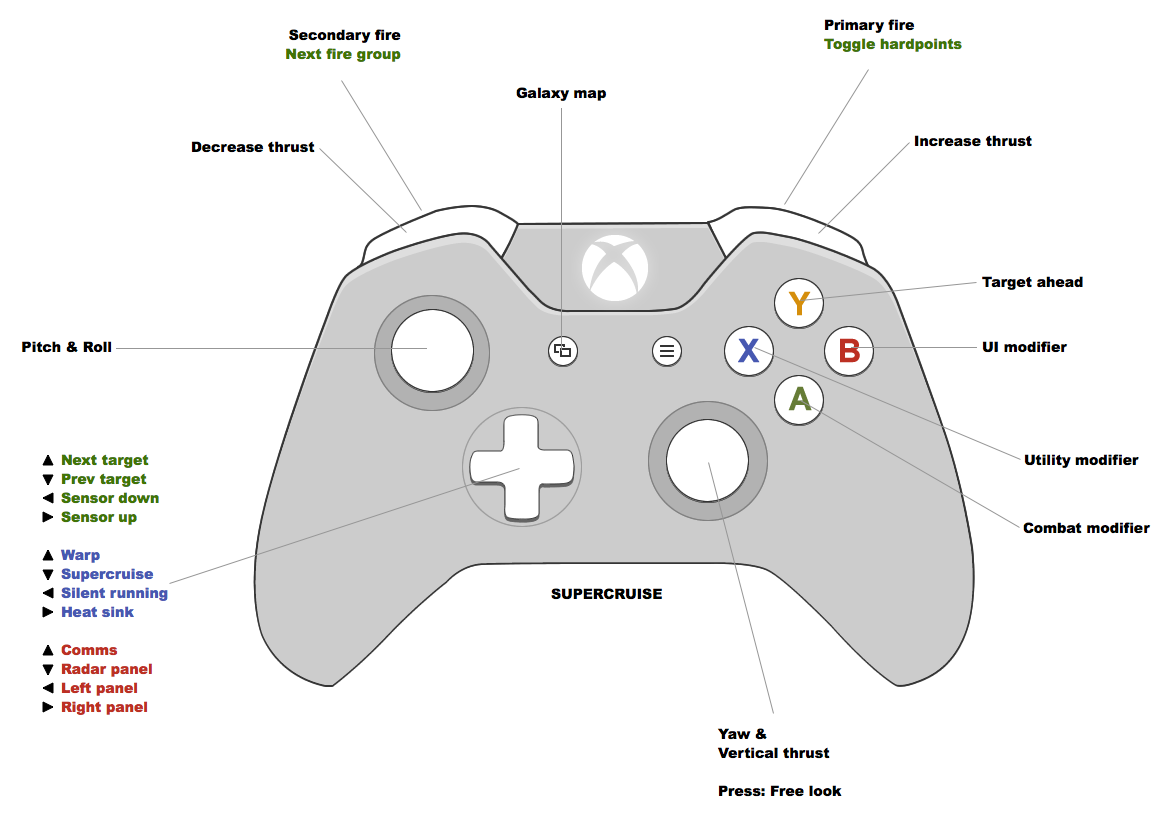 Secondary fire
Next fire group
Primary fire
Toggle hardpoints
Galaxy map
Decrease thrust
Increase thrust
Target ahead
Y
Pitch & Roll
X
B
UI modifier
A
Utility modifier
Combat modifier
▲ Next target
▼ Prev target
◄ Sensor down
► Sensor up
▲ Warp
▼ Supercruise
◄ Silent running
► Heat sink
▲ Comms
▼ Radar panel
◄ Left panel
► Right panel
SUPERCRUISE
Yaw &
Vertical thrust
Press: Free look